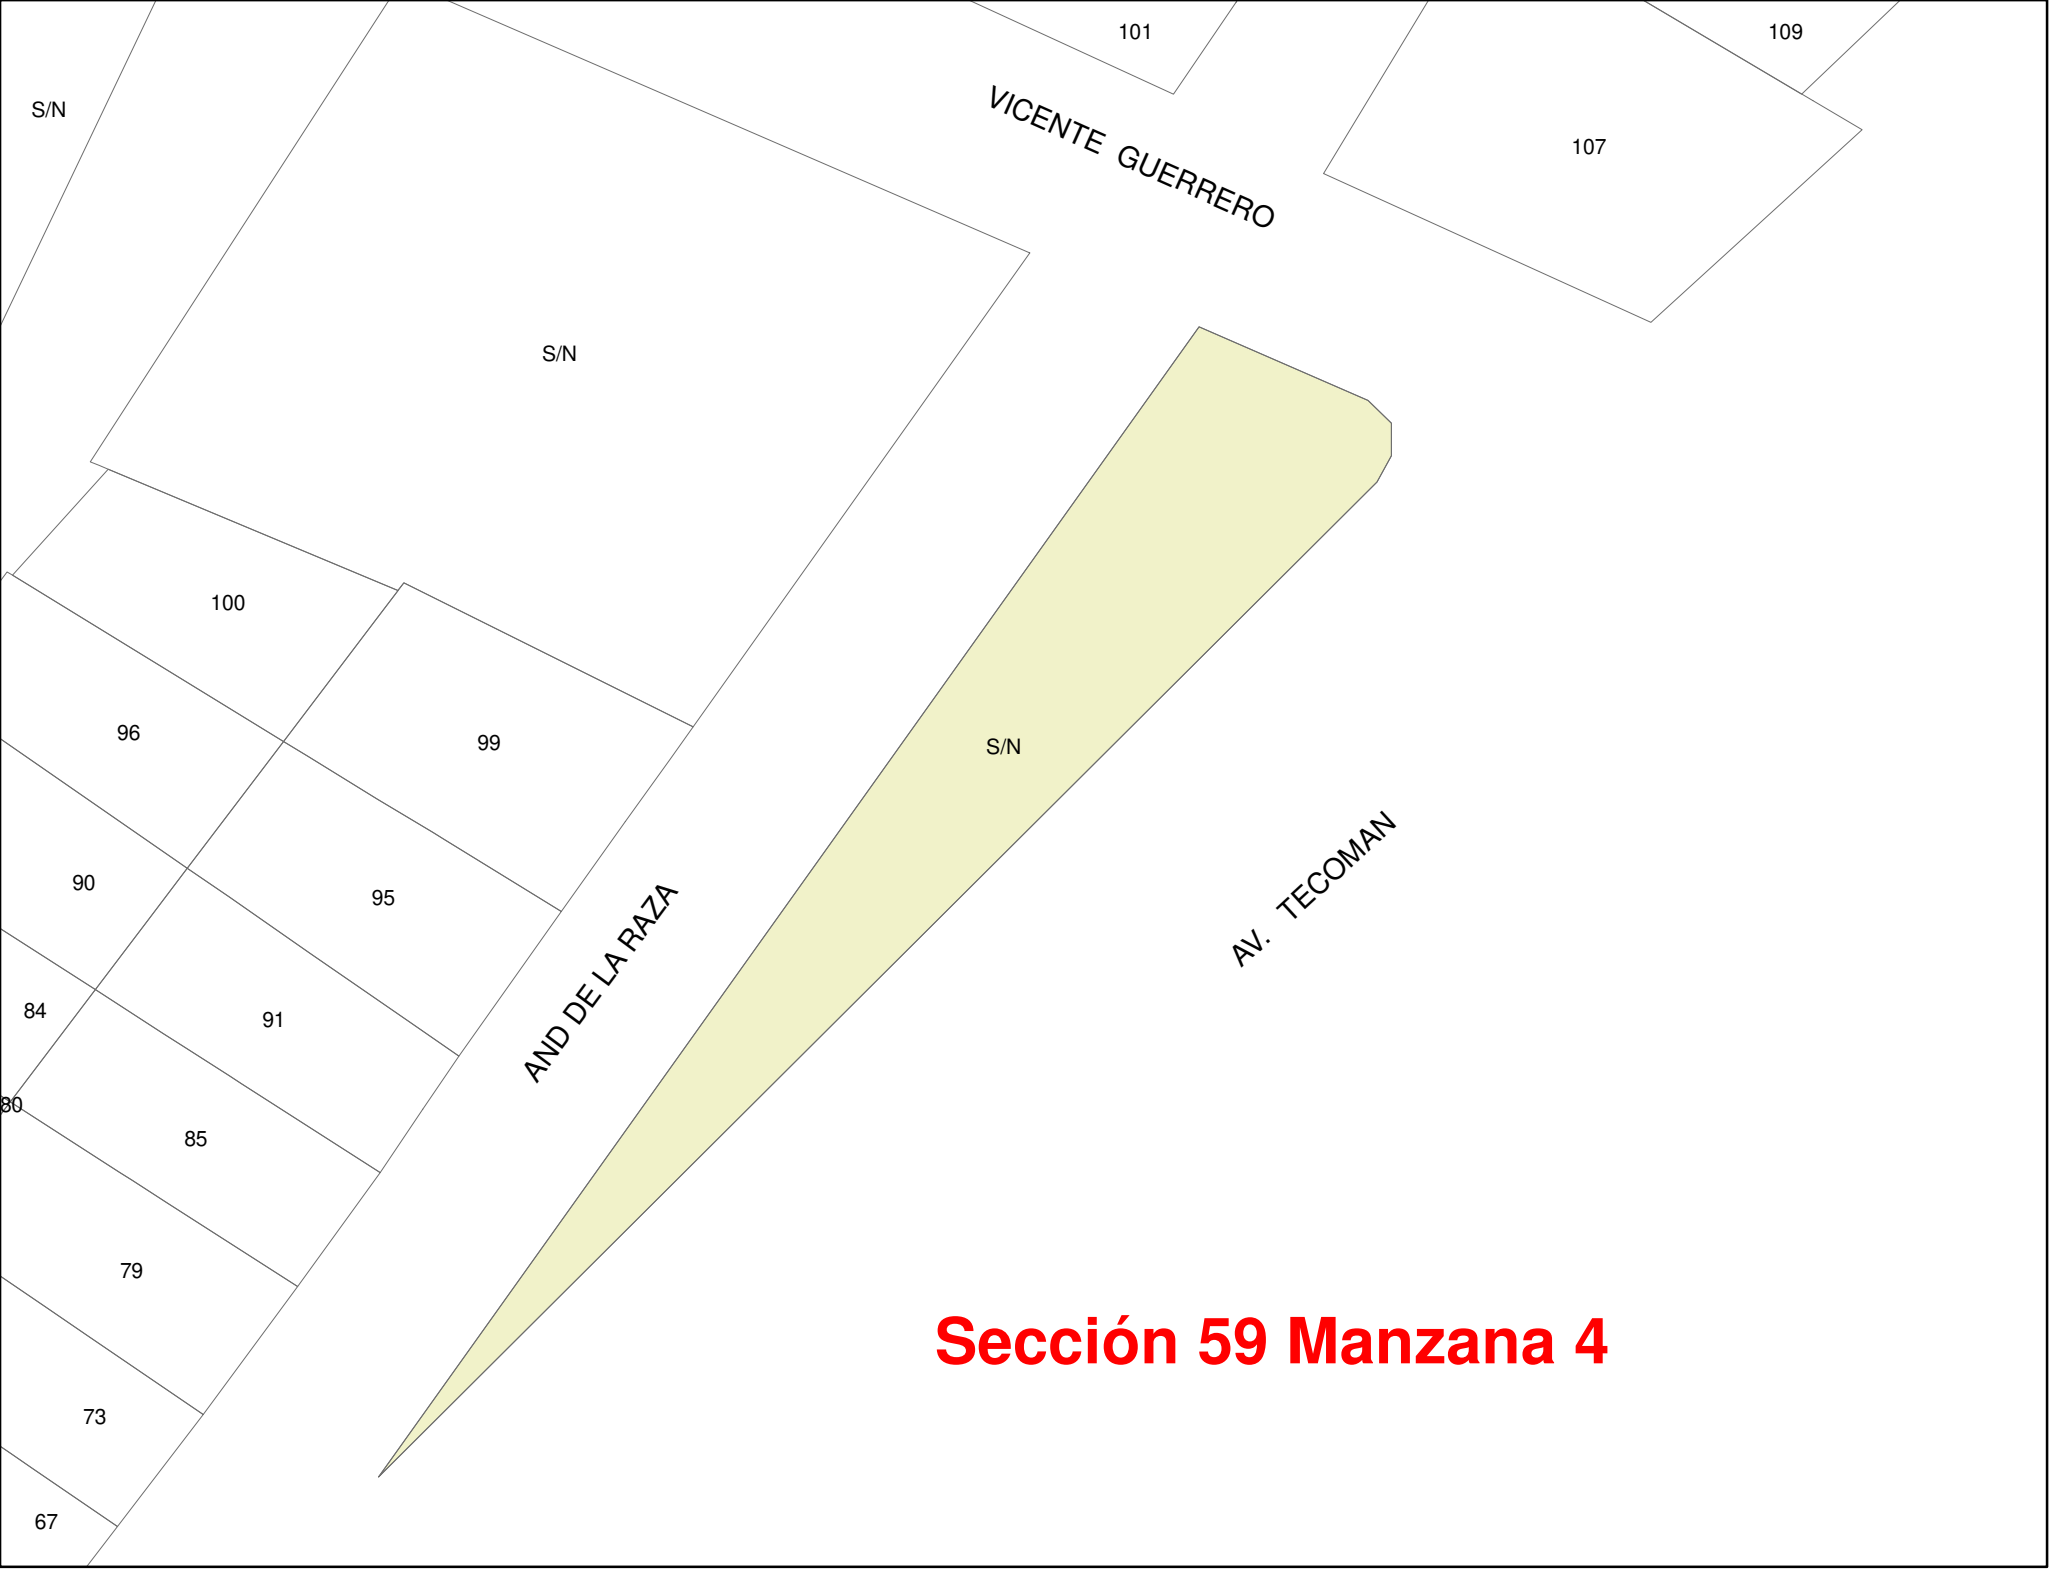 101
109
S/N
VICENTE GUERRERO
107
S/N
100
96
99
S/N
90
95
AV. TECOMAN
84
91
AND DE LA RAZA
80
85
79
Sección 59 Manzana 4
73
67